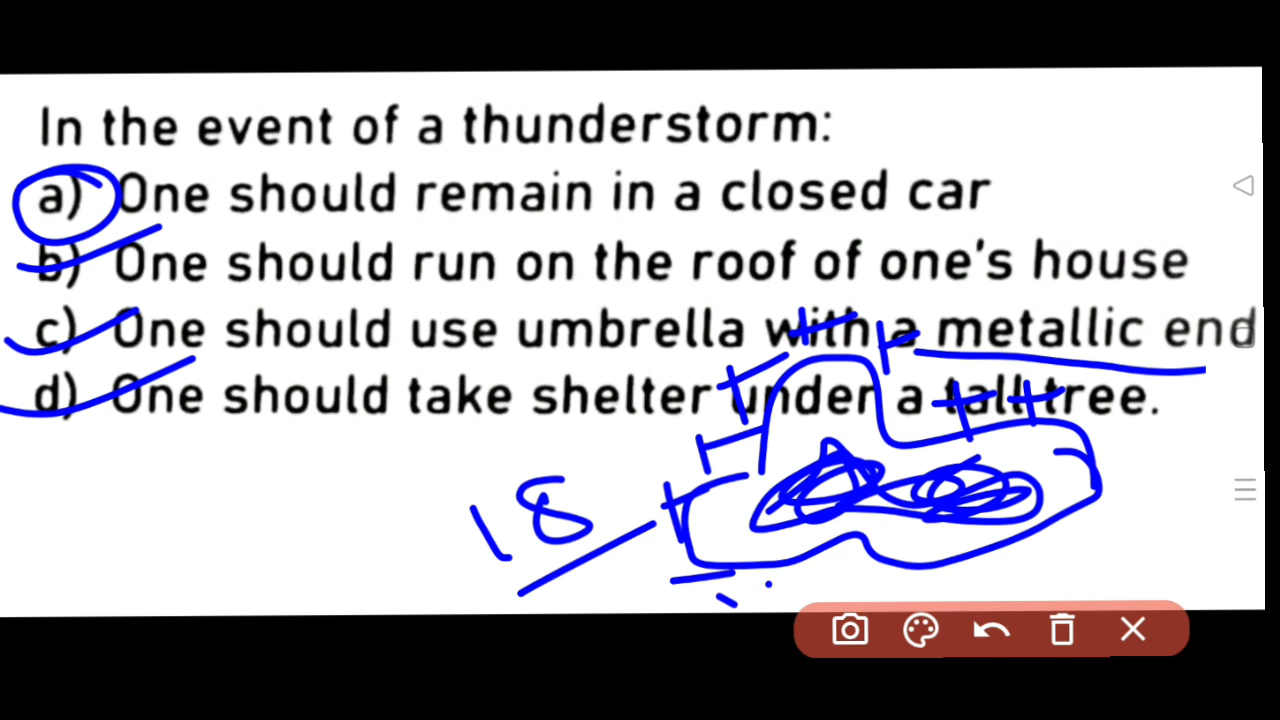 In the event of a thunderstorm:
a) One should remain in a closed car
b) One should run on the roof of one's house
c) One should use umbrella with a metallic end
d) One should take shelter under a tall tree.
18